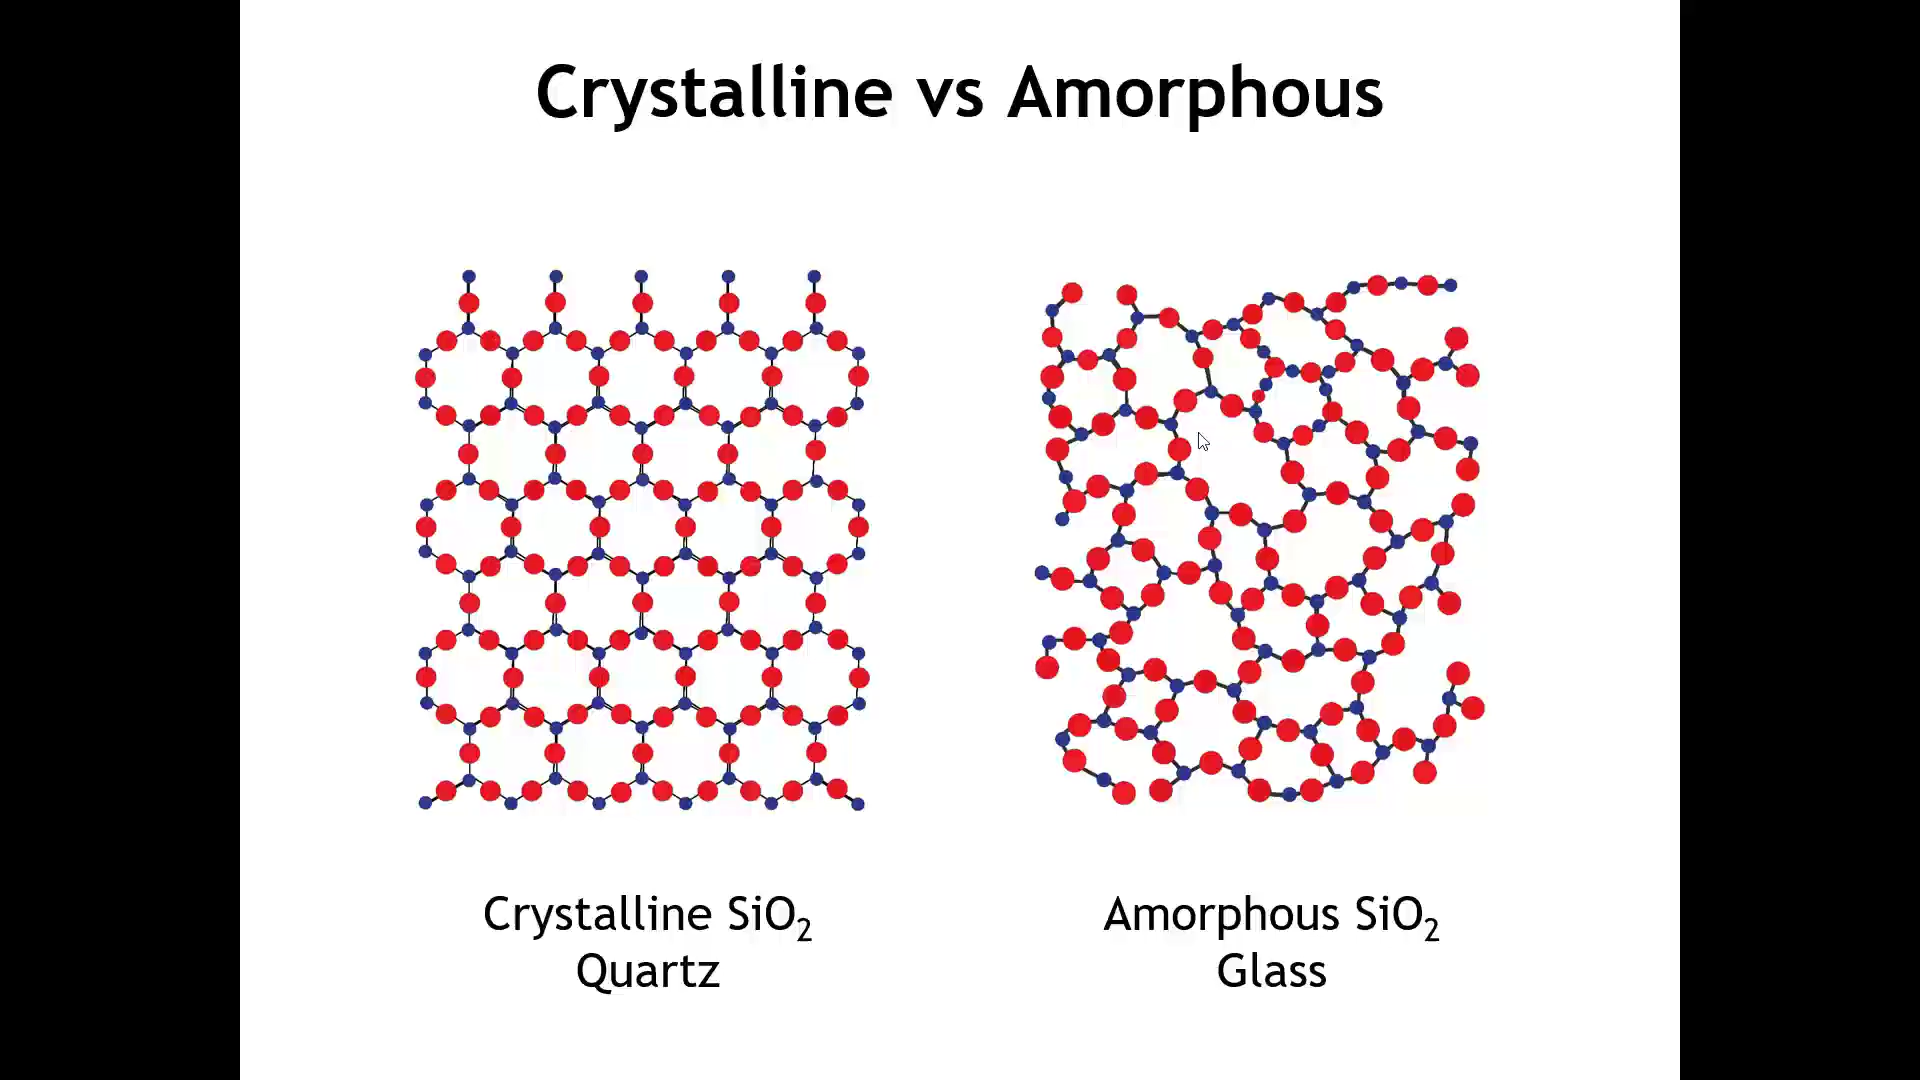 Crystalline vs Amorphous
Crystalline SiO₂
Quartz
Amorphous SiO₂
Glass